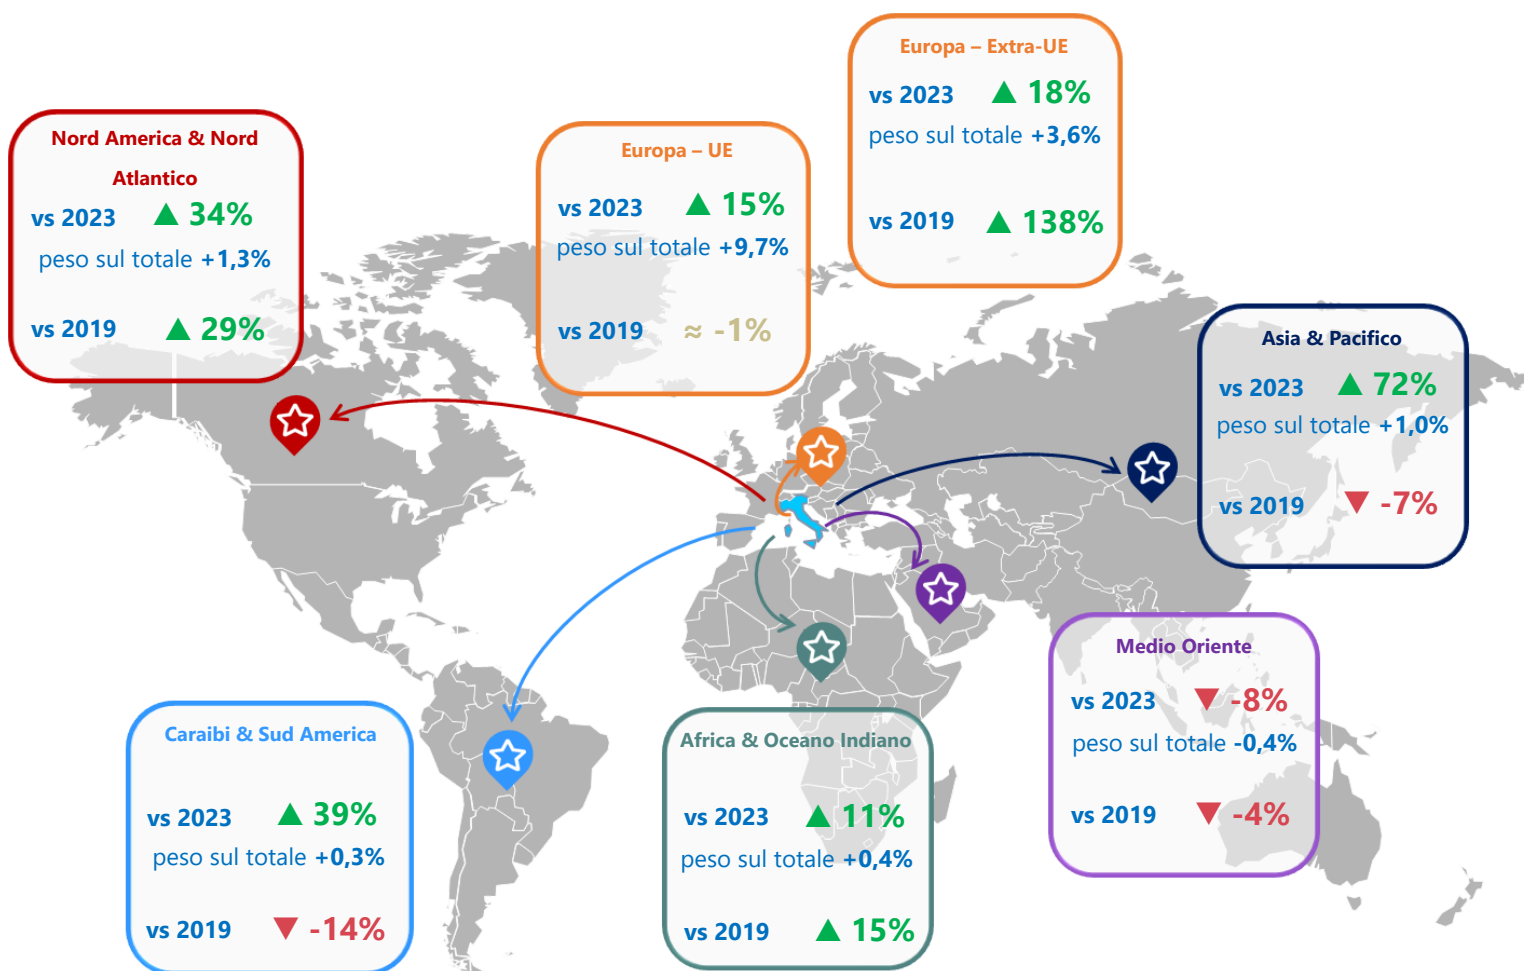 Europa – Extra-UE
vs 2023 ▲ 18%
peso sul totale +3,6%
vs 2019 ▲ 138%
Nord America & Nord
Atlantico
vs 2023 ▲ 34%
peso sul totale +1,3%
vs 2019 ▲ 29%
Europa – UE
vs 2023 ▲ 15%
peso sul totale +9,7%
vs 2019 ≈ -1%
Asia & Pacifico
vs 2023 ▲ 72%
peso sul totale +1,0%
vs 2019 ▼ -7%
Medio Oriente
vs 2023 ▼ -8%
peso sul totale -0,4%
vs 2019 ▼ -4%
Caraibi & Sud America
vs 2023 ▲ 39%
peso sul totale +0,3%
vs 2019 ▼ -14%
Africa & Oceano Indiano
vs 2023 ▲ 11%
peso sul totale +0,4%
vs 2019 ▲ 15%